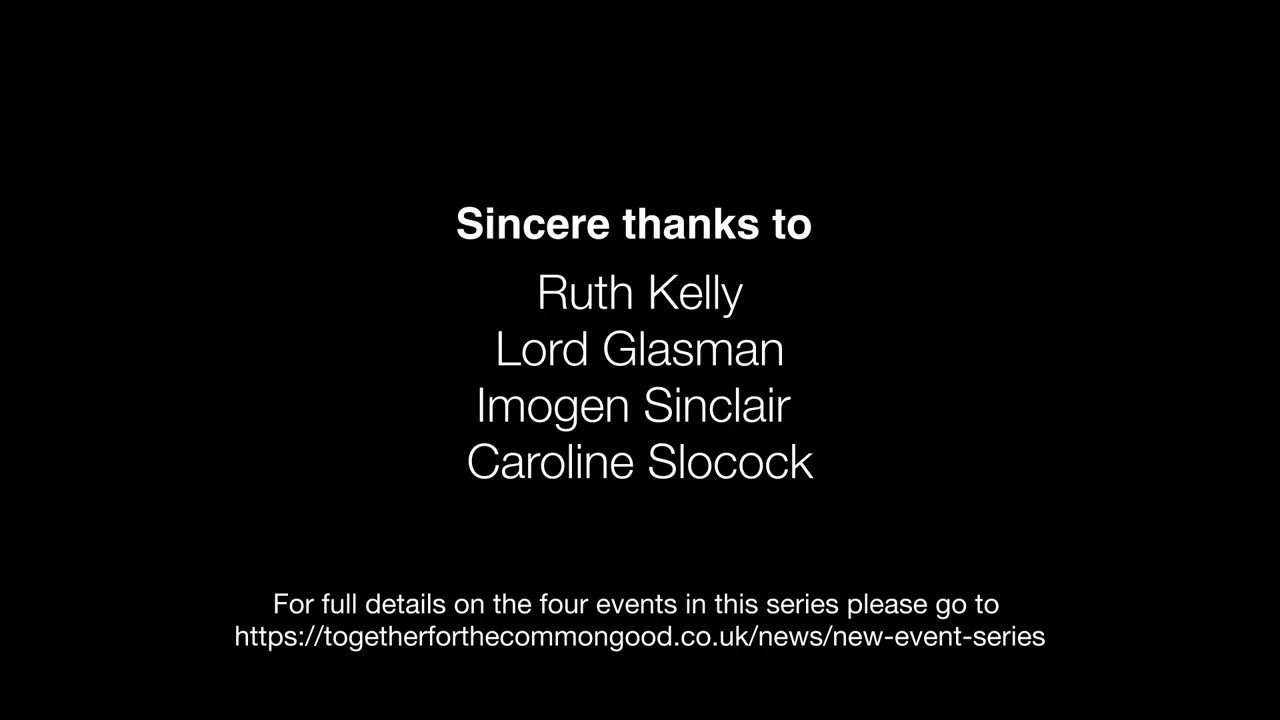 Sincere thanks to
Ruth Kelly
Lord Glasman
Imogen Sinclair
Caroline Slocock
For full details on the four events in this series please go to
https://togetherforthecommongood.co.uk/news/new-event-series